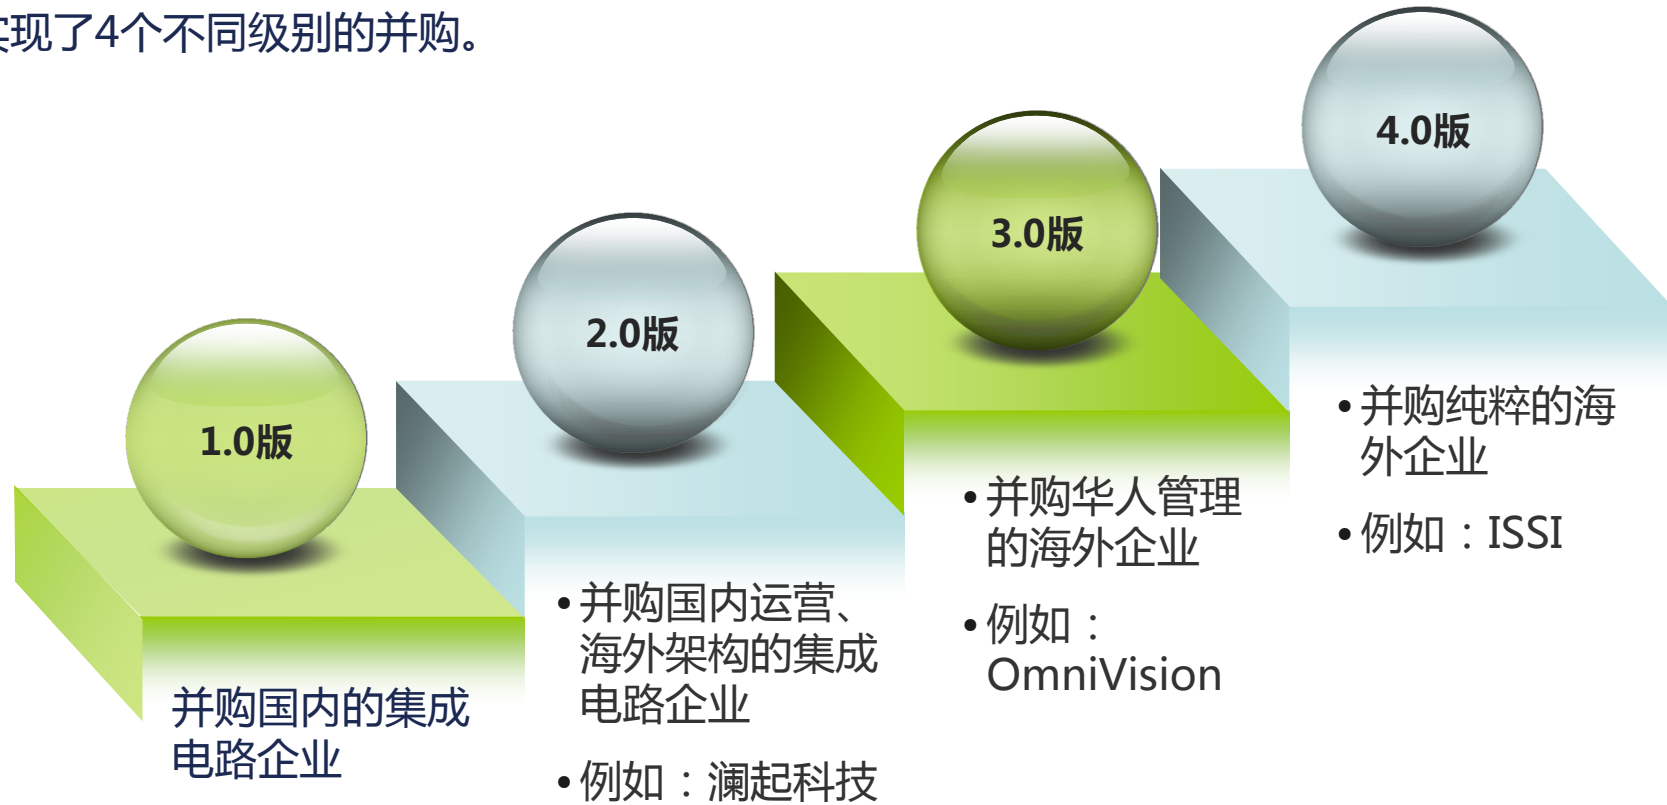 实现了4个不同级别的并购。
1.0版
并购国内的集成
电路企业
2.0版
• 并购国内运营、
海外架构的集成
电路企业
• 例如：澜起科技
3.0版
• 并购华人管理
的海外企业
• 例如：
OmniVision
4.0版
• 并购纯粹的海
外企业
• 例如：ISSI